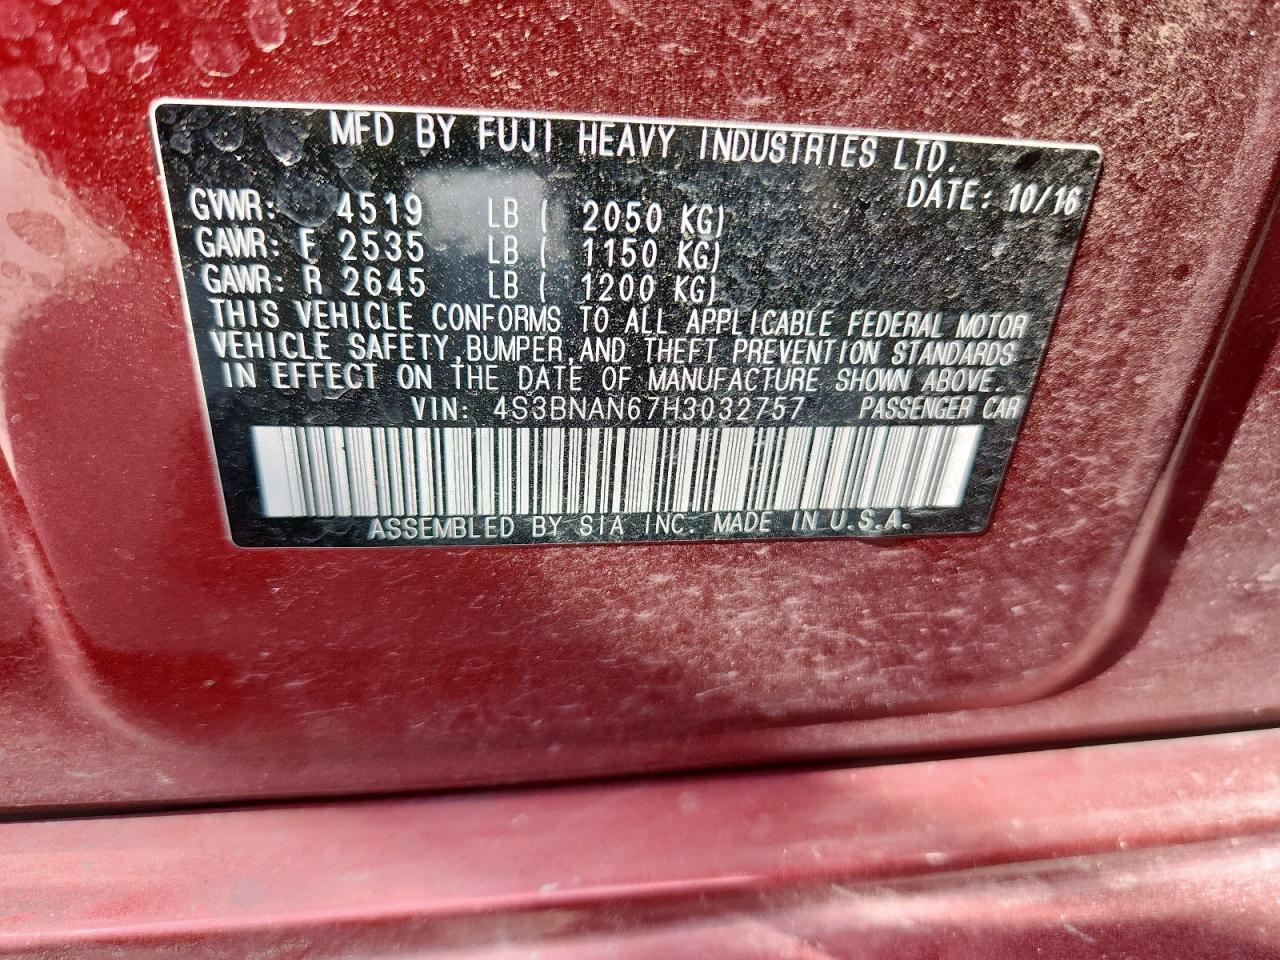 MFD BY FUJI HEAVY INDUSTRIES LTD.
DATE: 10/16
GVWR: 4519 LB ( 2050 KG)
GAWR: F 2535 LB ( 1150 KG)
GAWR: R 2645 LB ( 1200 KG)
THIS VEHICLE CONFORMS TO ALL APPLICABLE FEDERAL MOTOR
VEHICLE SAFETY, BUMPER, AND THEFT PREVENTION STANDARDS
IN EFFECT ON THE DATE OF MANUFACTURE SHOWN ABOVE.
VIN: 4S3BNAN67H3032757 PASSENGER CAR
ASSEMBLED BY SIA INC. MADE IN U.S.A.